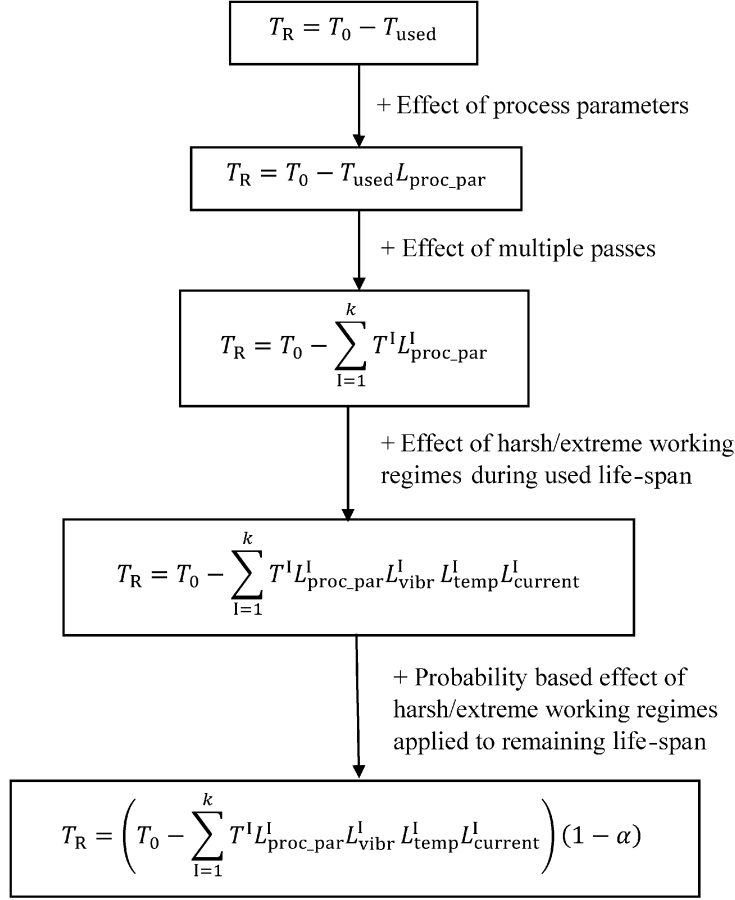 T_R = T_0 − T_used
+ Effect of process parameters
T_R = T_0 − T_used L_proc_par
+ Effect of multiple passes
T_R = T_0 − ∑_{I=1}^{k} T^I L^I_proc_par
+ Effect of harsh/extreme working
regimes during used life-span
T_R = T_0 − ∑_{I=1}^{k} T^I L^I_proc_par L^I_vibr L^I_temp L^I_current
+ Probability based effect of
harsh/extreme working regimes
applied to remaining life-span
T_R = (T_0 − ∑_{I=1}^{k} T^I L^I_proc_par L^I_vibr L^I_temp L^I_current) (1 − α)